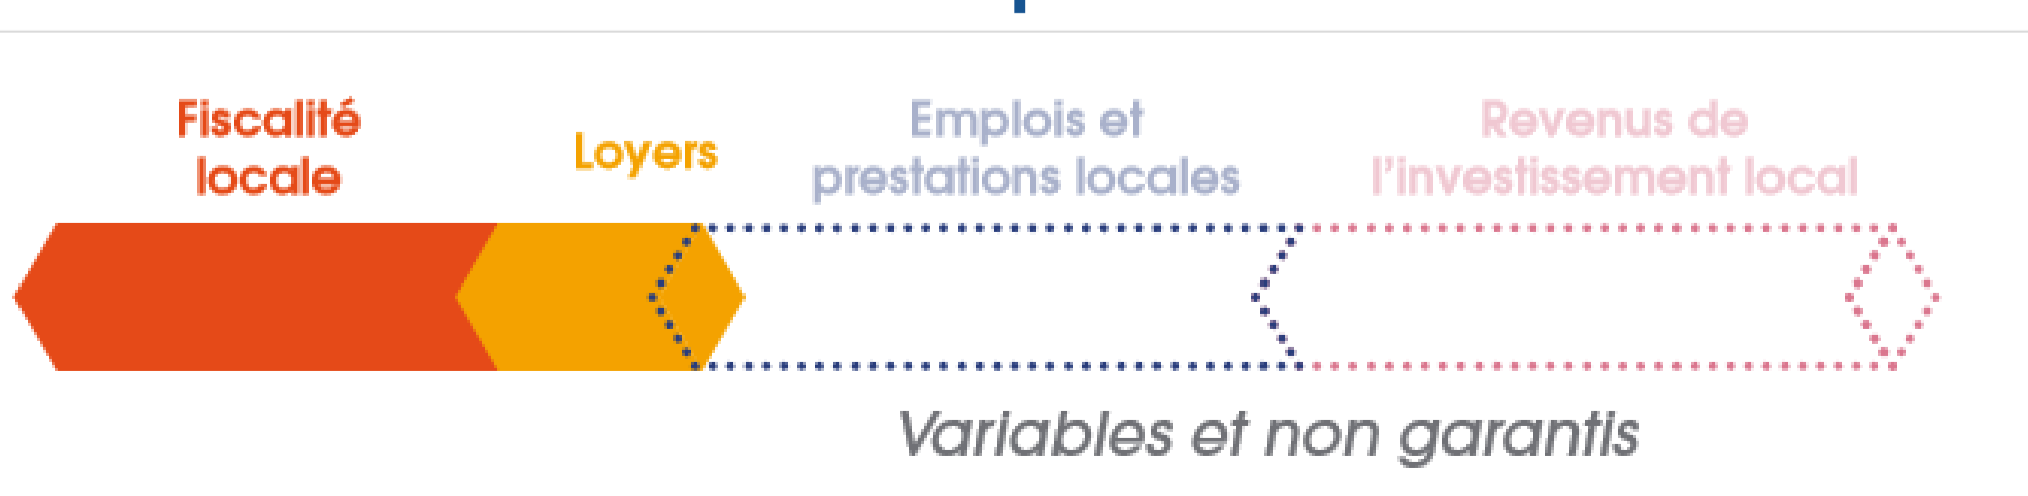 Fiscalité
locale
Loyers
Emplois et
prestations locales
Revenus de
l'investissement local
Variables et non garantis